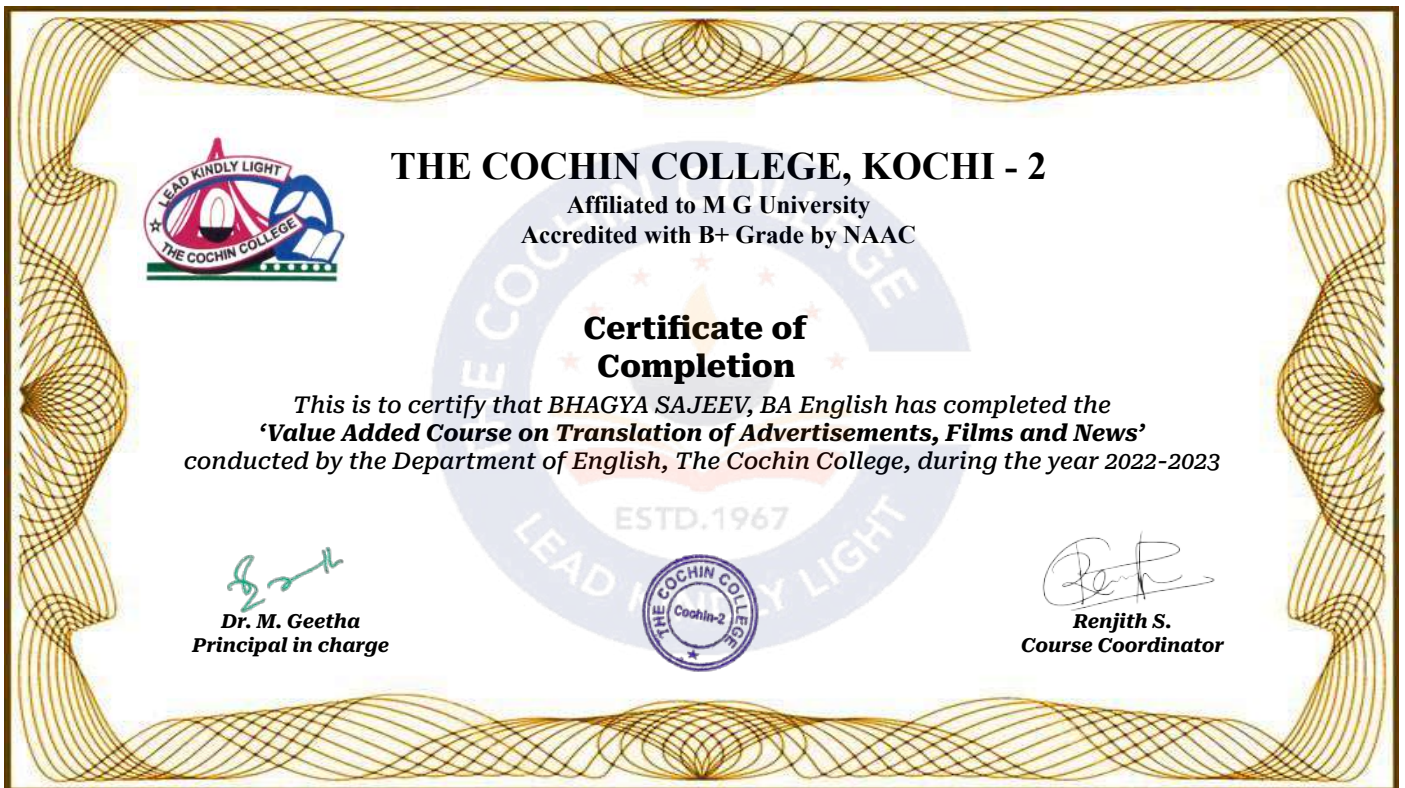 LEAD KINDLY LIGHT
THE COCHIN COLLEGE
THE COCHIN COLLEGE, KOCHI - 2
Affiliated to M G University
Accredited with B+ Grade by NAAC
THE COCHIN COLLEGE
Certificate of
Completion
This is to certify that BHAGYA SAJEEV, BA English has completed the
‘Value Added Course on Translation of Advertisements, Films and News’
conducted by the Department of English, The Cochin College, during the year 2022-2023
ESTD.1967
LEAD KINDLY LIGHT
THE COCHIN COLLEGE
Cochin-2
Dr. M. Geetha
Principal in charge
Renjith S.
Course Coordinator